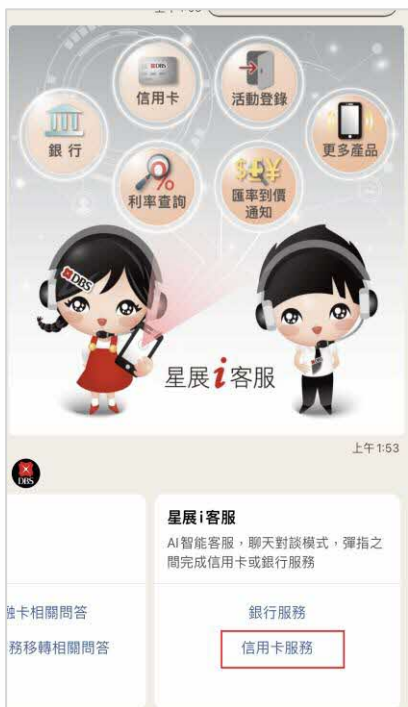 DBS
信用卡
活動登錄
銀行
更多產品
%
利率查詢
$±¥
匯率到價
通知
DBS
星展i客服
上午1:53
DBS
星展i客服
AI智能客服，聊天對談模式，彈指之
間完成信用卡或銀行服務
融卡相關問答
銀行服務
務移轉相關問答
信用卡服務